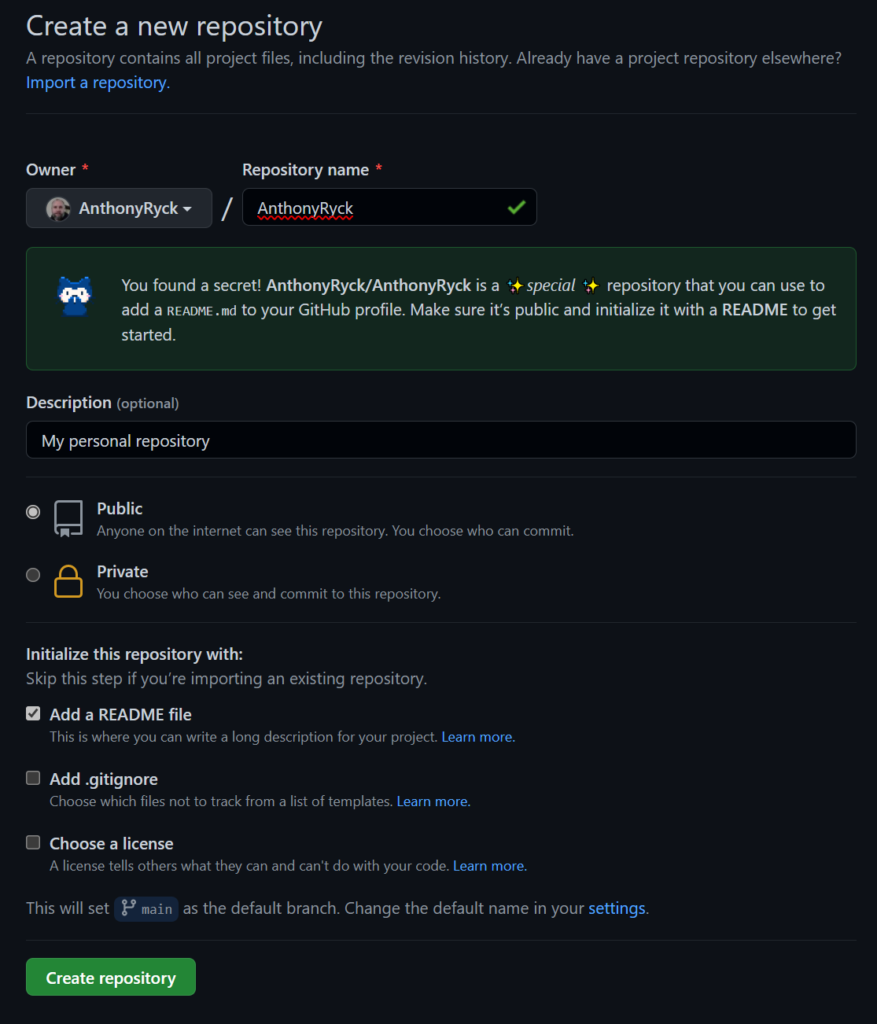 Create a new repository
A repository contains all project files, including the revision history. Already have a project repository elsewhere?
Import a repository.
Owner *
Repository name *
AnthonyRyck
/
AnthonyRyck
You found a secret! AnthonyRyck/AnthonyRyck is a ✨ special ✨ repository that you can use to
add a README.md to your GitHub profile. Make sure it’s public and initialize it with a README to get
started.
Description (optional)
My personal repository
Public
Anyone on the internet can see this repository. You choose who can commit.
Private
You choose who can see and commit to this repository.
Initialize this repository with:
Skip this step if you’re importing an existing repository.
Add a README file
This is where you can write a long description for your project. Learn more.
Add .gitignore
Choose which files not to track from a list of templates. Learn more.
Choose a license
A license tells others what they can and can't do with your code. Learn more.
This will set main as the default branch. Change the default name in your settings.
Create repository